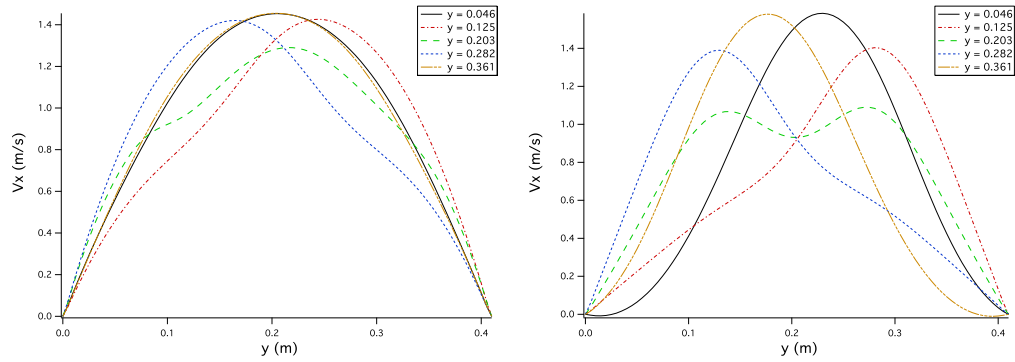 Vx (m/s)
1.4
1.2
1.0
0.8
0.6
0.4
0.2
0.0
0.0
0.1
0.2
0.3
0.4
y (m)
y = 0.046
y = 0.125
y = 0.203
y = 0.282
y = 0.361
Vx (m/s)
1.4
1.2
1.0
0.8
0.6
0.4
0.2
0.0
0.0
0.1
0.2
0.3
0.4
y (m)
y = 0.046
y = 0.125
y = 0.203
y = 0.282
y = 0.361